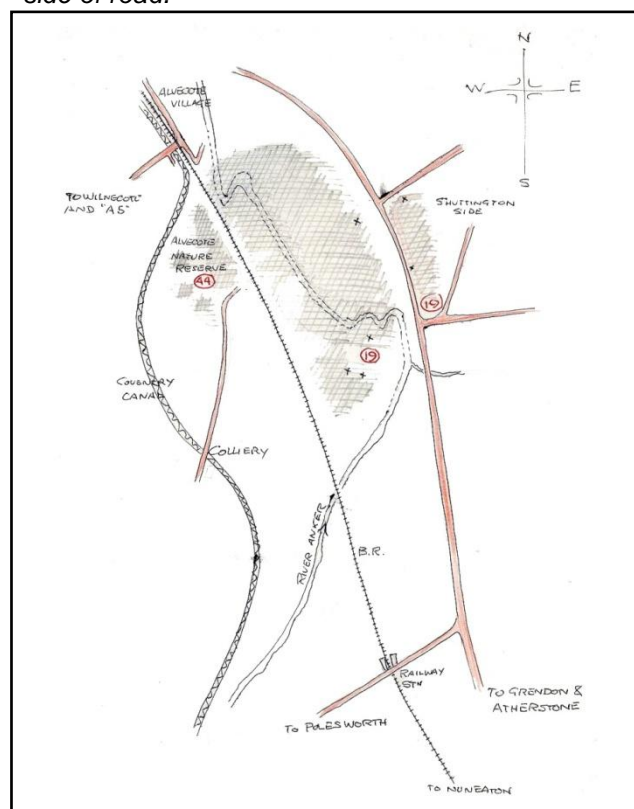 side of road.
N
W
E
S
ALVECOTE
VILLAGE
TO WILNECOTE
AND "A5"
SHUTTINGTON
SIDE
ALVECOTE
NATURE
RESERVE
44
19
19
COVENTRY
CANAL
COLLIERY
RIVER ANKER
B.R.
RAILWAY
STN
TO GRENDON &
ATHERSTONE
TO POLESWORTH
TO NUNEATON